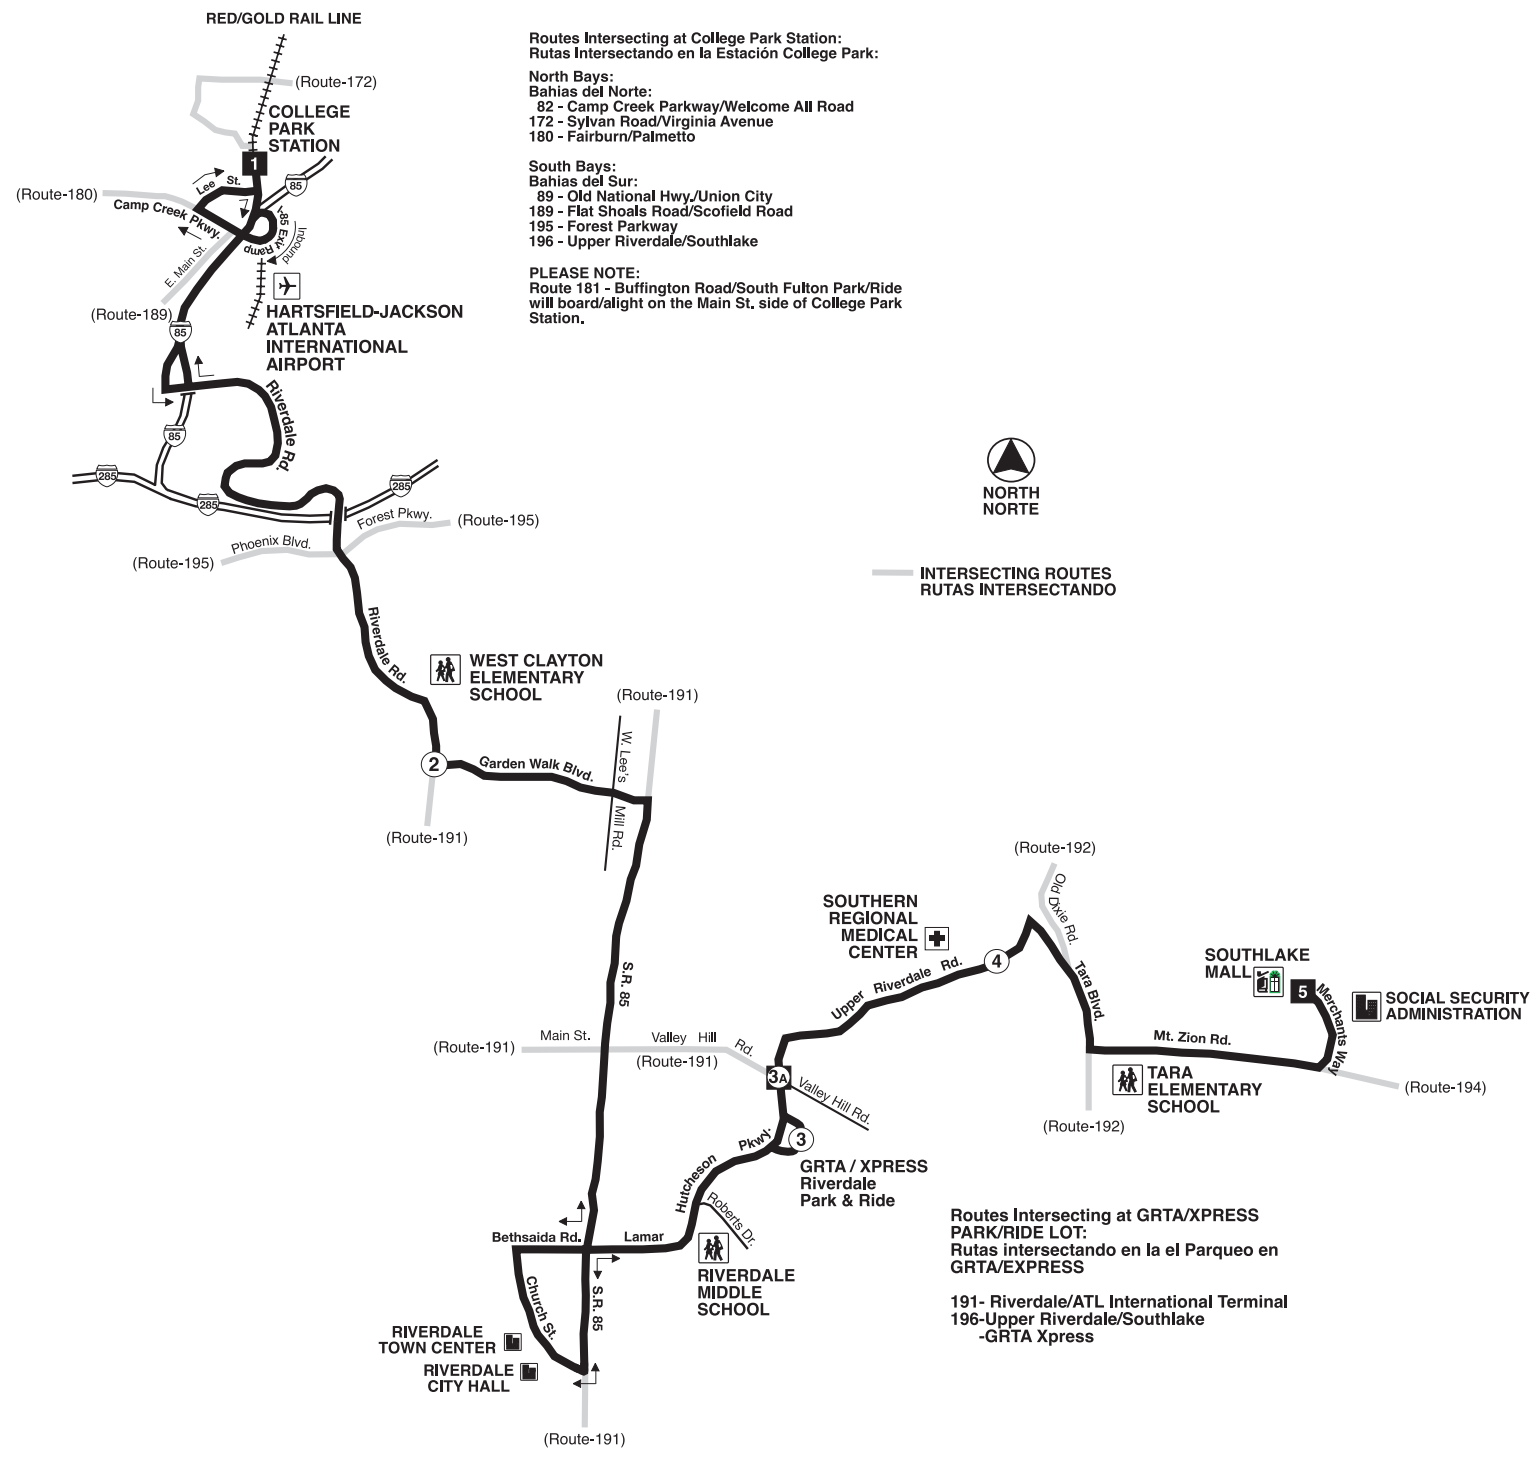 RED/GOLD RAIL LINE
(Route-172)
COLLEGE
PARK
STATION
1
85
Lee St.
(Route-180)
Camp Creek Pkwy.
I-85 Exit Ramp
Inbound
E. Main St.
(Route-189)
HARTSFIELD-JACKSON
ATLANTA
INTERNATIONAL
AIRPORT
85
Riverdale Rd.
85
285
285
285
Forest Pkwy.
(Route-195)
Phoenix Blvd.
(Route-195)
Routes Intersecting at College Park Station:
Rutas Intersectando en la Estación College Park:
North Bays:
Bahias del Norte:
82 - Camp Creek Parkway/Welcome All Road
172 - Sylvan Road/Virginia Avenue
180 - Fairburn/Palmetto
South Bays:
Bahias del Sur:
89 - Old National Hwy./Union City
189 - Flat Shoals Road/Scofield Road
195 - Forest Parkway
196 - Upper Riverdale/Southlake
PLEASE NOTE:
Route 181 - Buffington Road/South Fulton Park/Ride
will board/alight on the Main St. side of College Park
Station.
NORTH
NORTE
INTERSECTING ROUTES
RUTAS INTERSECTANDO
Riverdale Rd.
WEST CLAYTON
ELEMENTARY
SCHOOL
(Route-191)
2
Garden Walk Blvd.
W. Lee's
Mill Rd.
(Route-191)
S.R. 85
(Route-192)
Old Dixie Rd.
SOUTHERN
REGIONAL
MEDICAL
CENTER
4
Upper Riverdale Rd.
Tara Blvd.
SOUTHLAKE
MALL
5
Merchants Way
SOCIAL SECURITY
ADMINISTRATION
Mt. Zion Rd.
Main St.
Valley Hill Rd.
(Route-191)
(Route-191)
3A
Valley Hill Rd.
TARA
ELEMENTARY
SCHOOL
(Route-194)
(Route-192)
3
GRTA / XPRESS
Riverdale
Park & Ride
Hutcheson Pkwy.
Roberts Dr.
Bethsaida Rd.
Lamar
RIVERDALE
MIDDLE
SCHOOL
Church St.
S.R. 85
RIVERDALE
TOWN CENTER
RIVERDALE
CITY HALL
(Route-191)
Routes Intersecting at GRTA/XPRESS
PARK/RIDE LOT:
Rutas intersectando en la el Parqueo en
GRTA/EXPRESS
191- Riverdale/ATL International Terminal
196-Upper Riverdale/Southlake
-GRTA Xpress